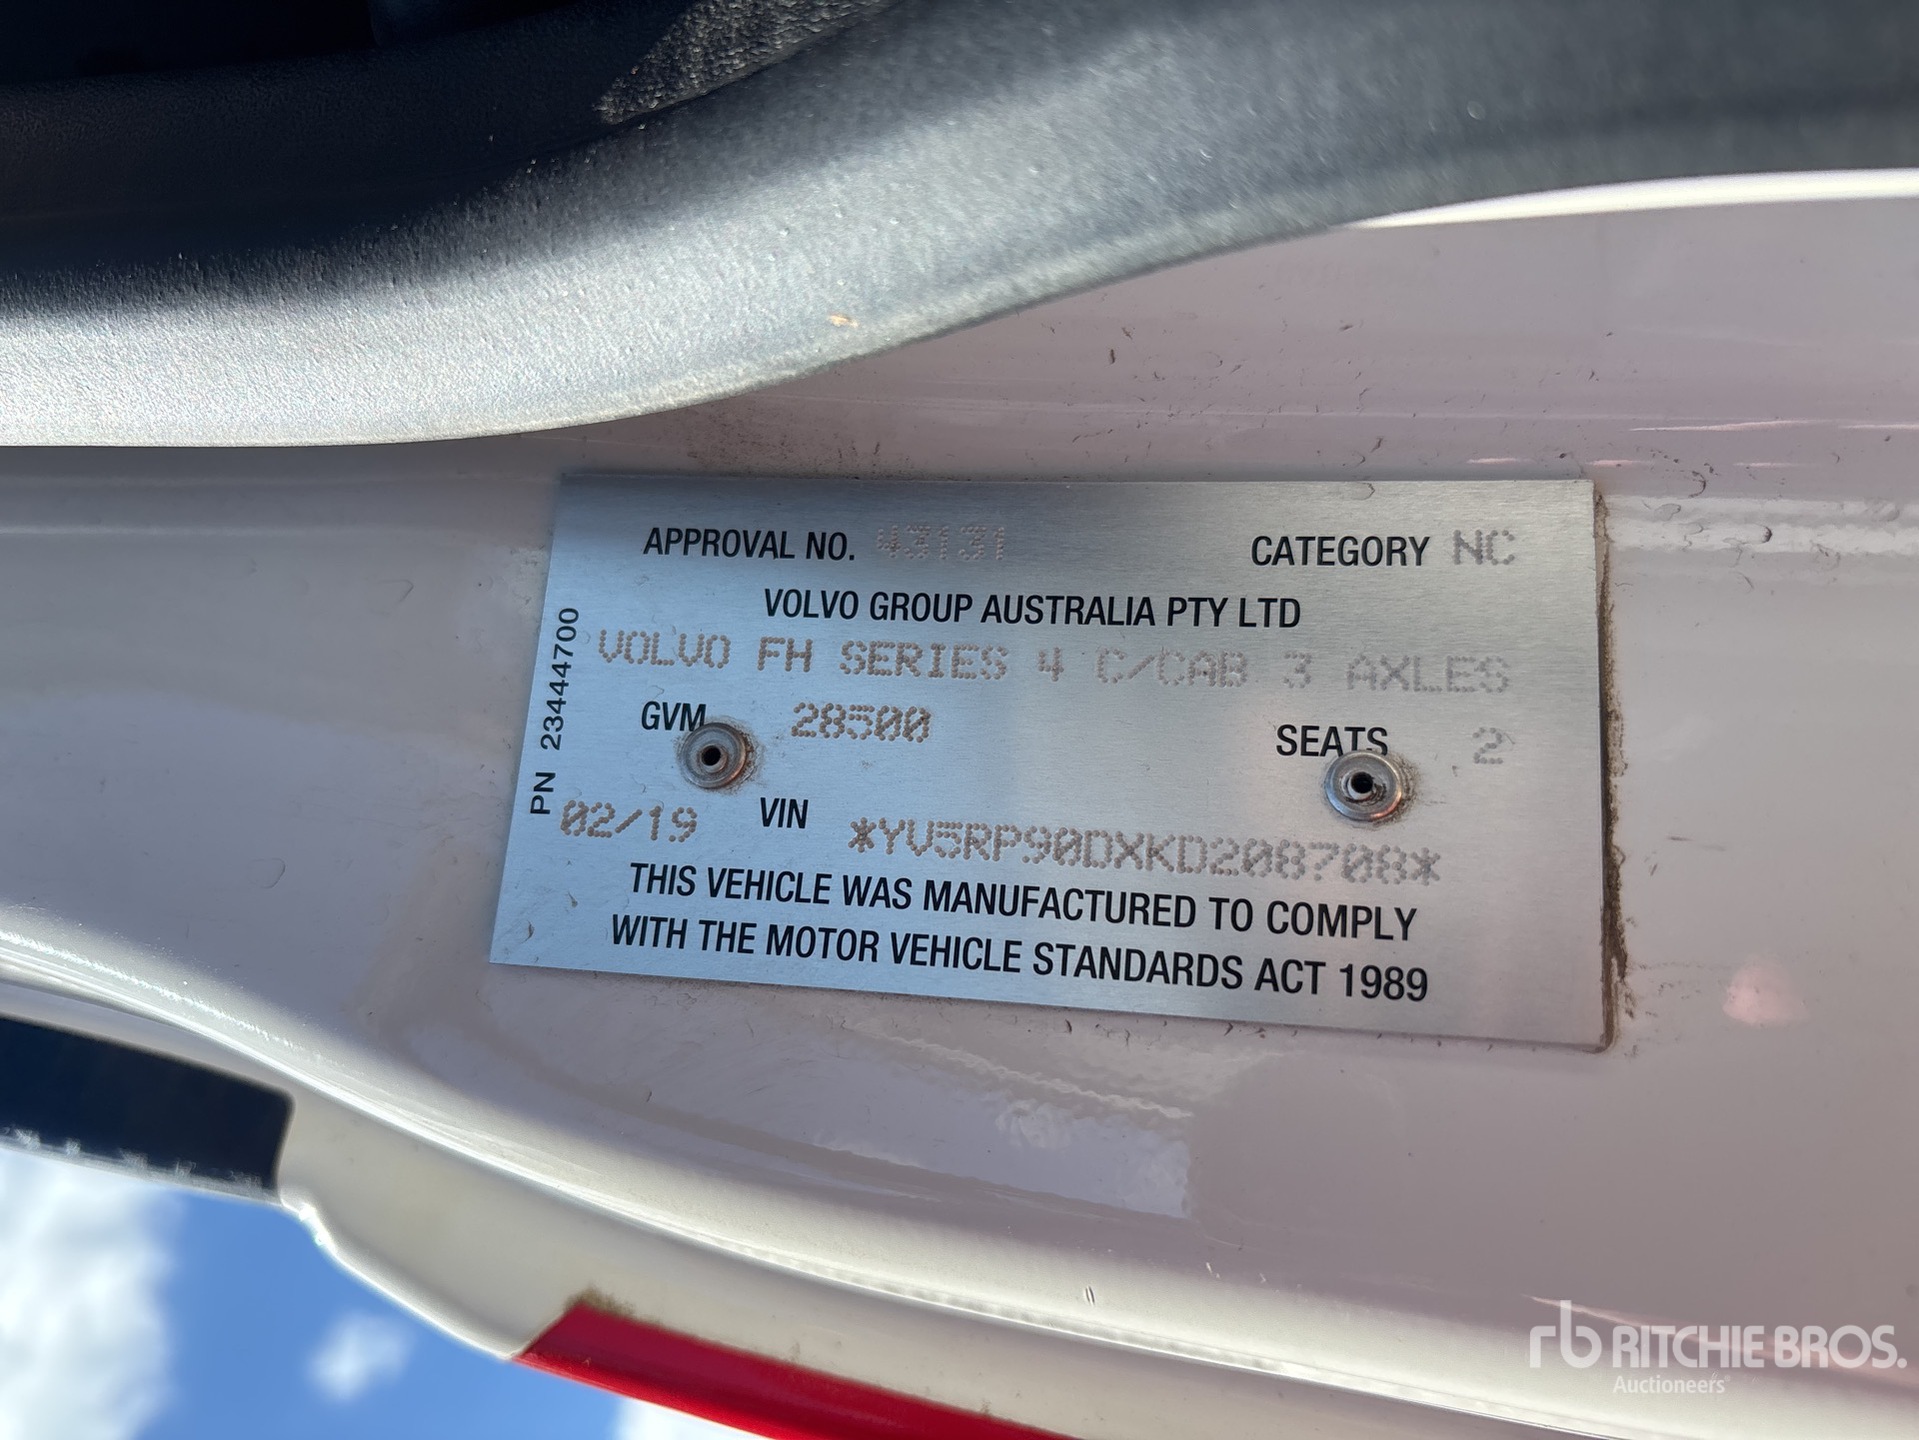 APPROVAL NO. 43131 CATEGORY NC
VOLVO GROUP AUSTRALIA PTY LTD
VOLVO FH SERIES 4 C/CAB 3 AXLES
GVM 28500 SEATS 2
02/19 VIN *YV5RP90DXKD208708*
THIS VEHICLE WAS MANUFACTURED TO COMPLY
WITH THE MOTOR VEHICLE STANDARDS ACT 1989
PN 23444700
rb RITCHIE BROS.
Auctioneers